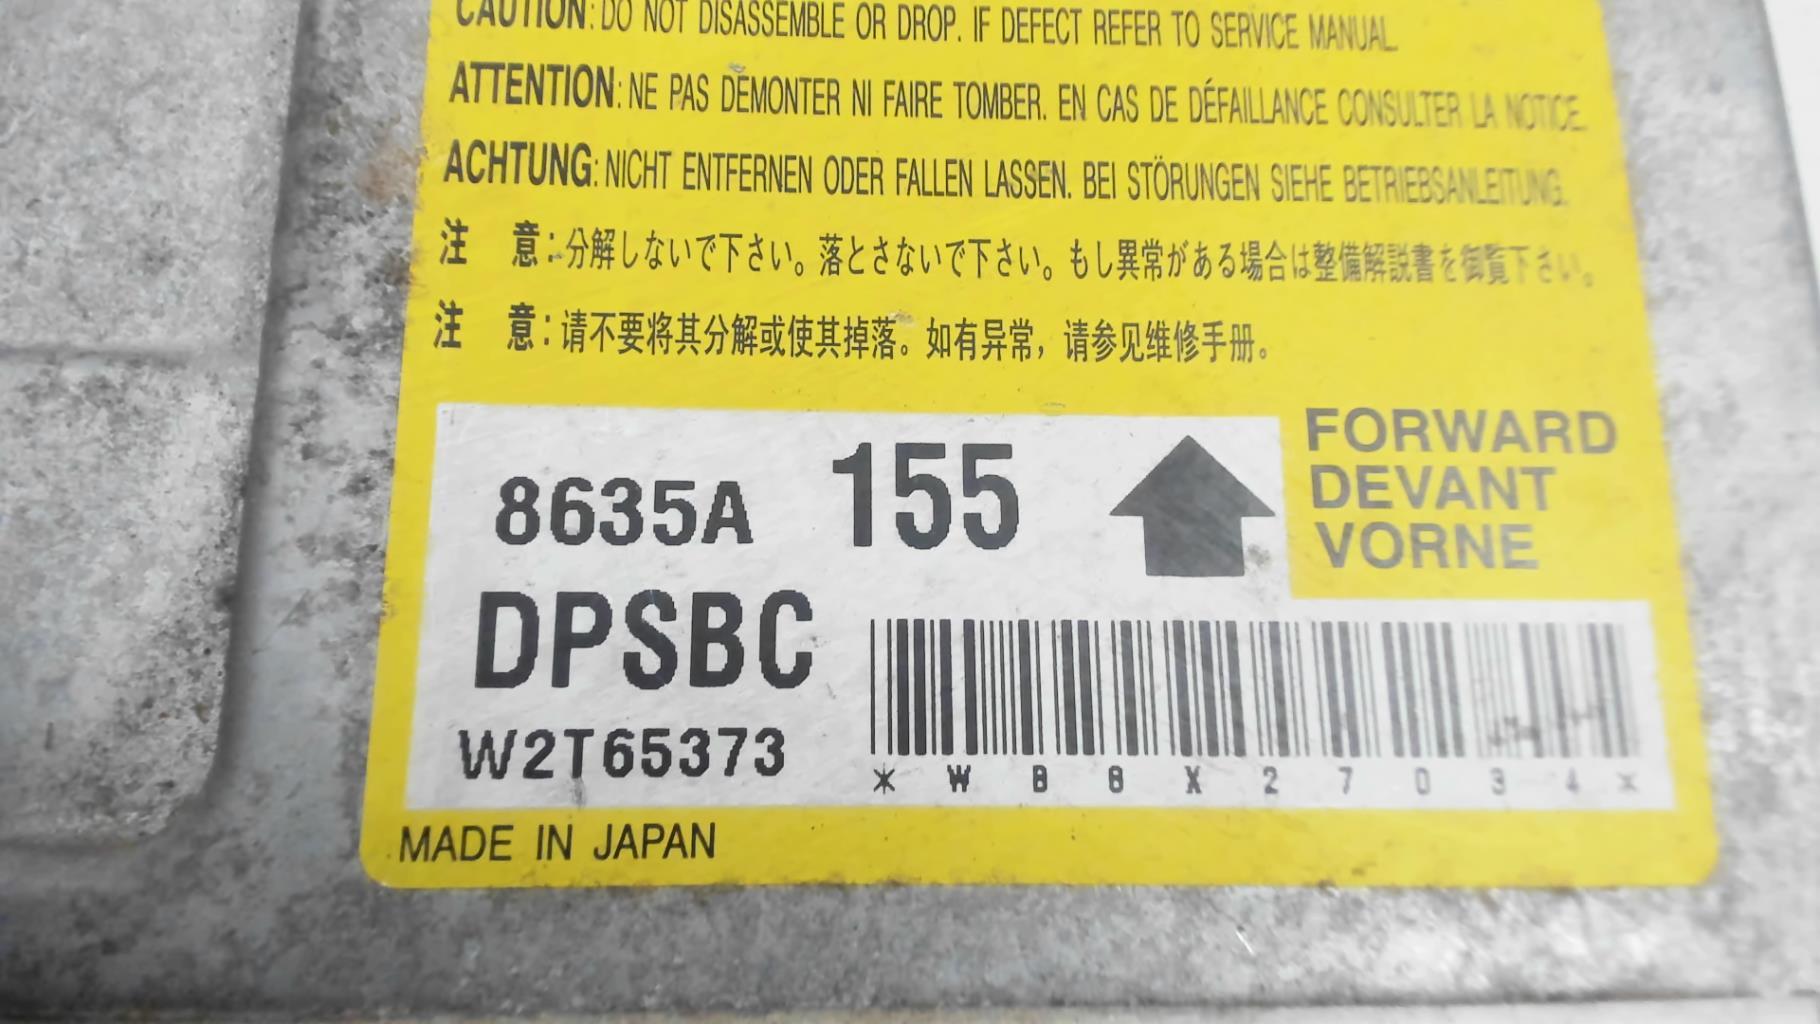 CAUTION: DO NOT DISASSEMBLE OR DROP. IF DEFECT REFER TO SERVICE MANUAL.
ATTENTION: NE PAS DEMONTER NI FAIRE TOMBER. EN CAS DE DÉFAILLANCE CONSULTER LA NOTICE.
ACHTUNG: NICHT ENTFERNEN ODER FALLEN LASSEN. BEI STÖRUNGEN SIEHE BETRIEBSANLEITUNG.
注 意:分解しないで下さい。落とさないで下さい。もし異常がある場合は整備解説書を御覧下さい。
注 意:请不要将其分解或使其掉落。如有异常,请参见维修手册。
8635A 155
FORWARD
DEVANT
VORNE
DPSBC
W2T65373
*WB8X27034*
MADE IN JAPAN